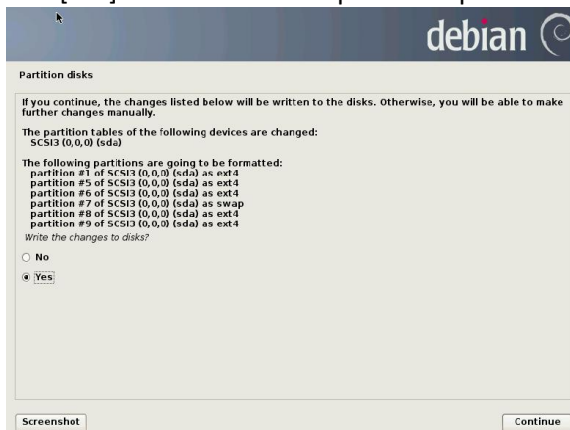 debian
Partition disks
If you continue, the changes listed below will be written to the disks. Otherwise, you will be able to make
further changes manually.
The partition tables of the following devices are changed:
SCSI3 (0,0,0) (sda)
The following partitions are going to be formatted:
partition #1 of SCSI3 (0,0,0) (sda) as ext4
partition #5 of SCSI3 (0,0,0) (sda) as ext4
partition #6 of SCSI3 (0,0,0) (sda) as ext4
partition #7 of SCSI3 (0,0,0) (sda) as swap
partition #8 of SCSI3 (0,0,0) (sda) as ext4
partition #9 of SCSI3 (0,0,0) (sda) as ext4
Write the changes to disks?
No
Yes
Screenshot
Continue